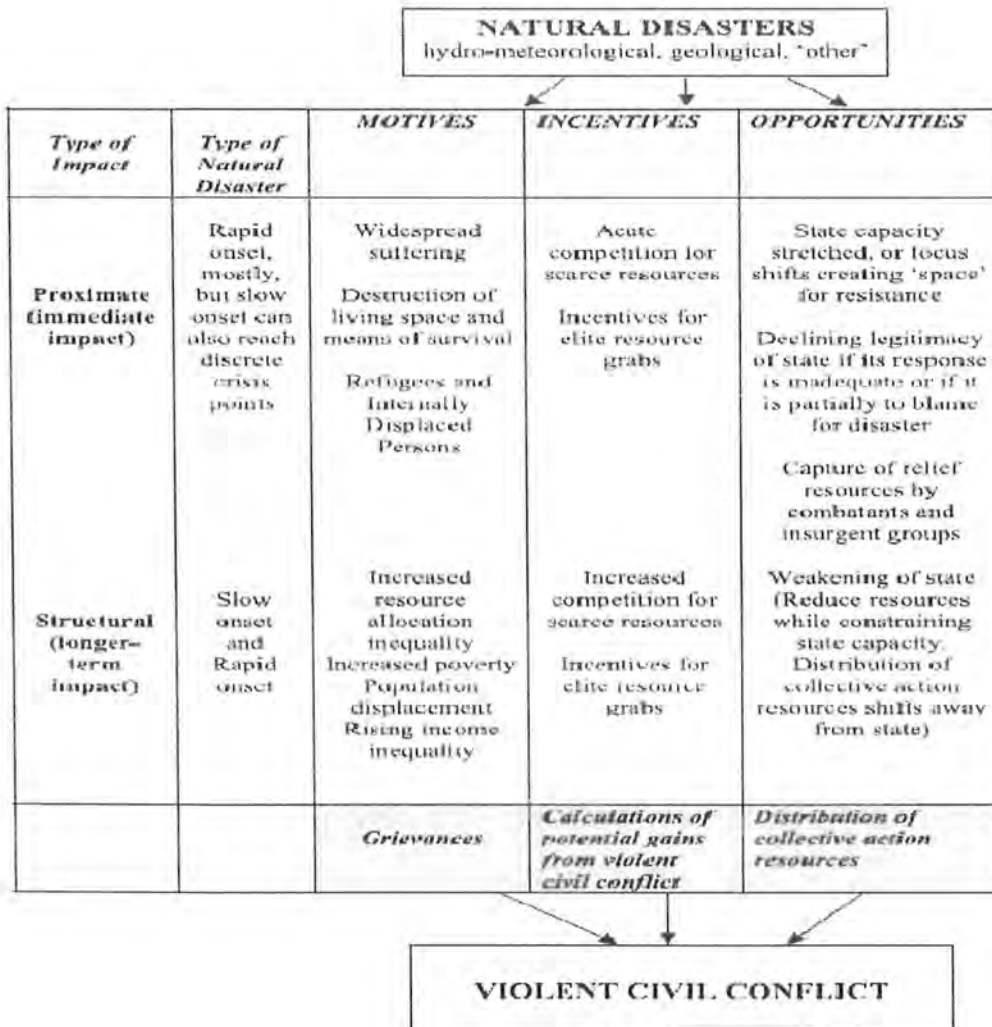 NATURAL DISASTERS
hydro-meteorological, geological, 'other'
Type of
Impact
Type of
Natural
Disaster
MOTIVES
INCENTIVES
OPPORTUNITIES
Proximate
(immediate
impact)
Rapid
onset,
mostly,
but slow
onset can
also reach
discrete
crisis
points
Widespread
suffering
Destruction of
living space and
means of survival
Refugees and
Internally
Displaced
Persons
Acute
competition for
scarce resources
Incentives for
elite resource
grabs
State capacity
stretched, or locus
shifts creating 'space'
for resistance
Declining legitimacy
of state if its response
is inadequate or if it
is partially to blame
for disaster
Capture of relief
resources by
combatants and
insurgent groups
Structural
(longer-
term
impact)
Slow
onset
and
Rapid
onset
Increased
resource
allocation
inequality
Increased poverty
Population
displacement
Rising income
inequality
Increased
competition for
scarce resources
Incentives for
elite resource
grabs
Weakening of state
(Reduce resources
while constraining
state capacity.
Distribution of
collective action
resources shifts away
from state)
Grievances
Calculations of
potential gains
from violent
civil conflict
Distribution of
collective action
resources
VIOLENT CIVIL CONFLICT